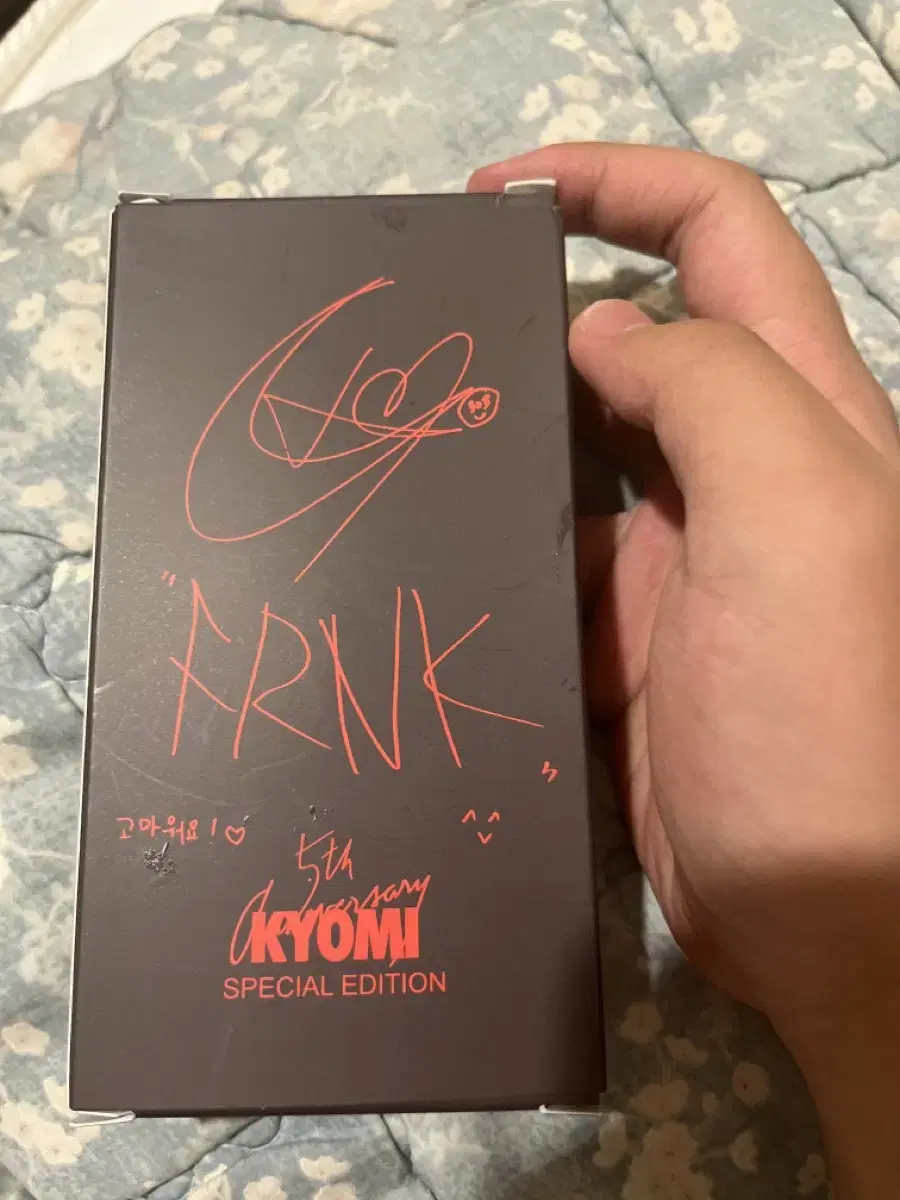 "FRNK"
고마워요! ♡
5th
Anniversary
KYOMI
SPECIAL EDITION